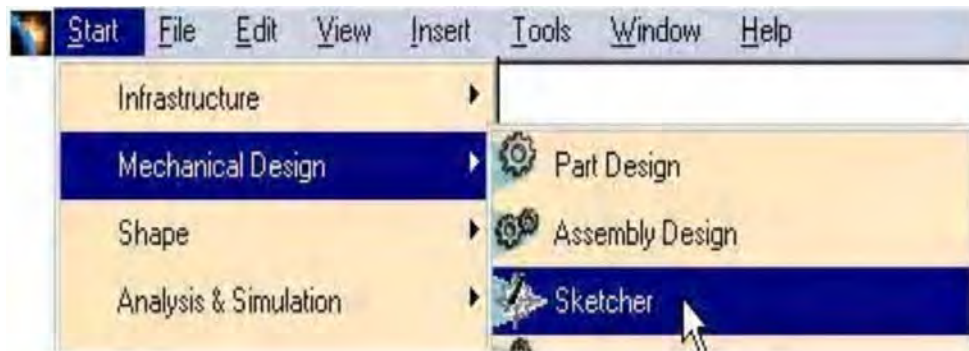 Start File Edit View Insert Tools Window Help
Infrastructure
Mechanical Design
Part Design
Shape
Assembly Design
Analysis & Simulation
Sketcher